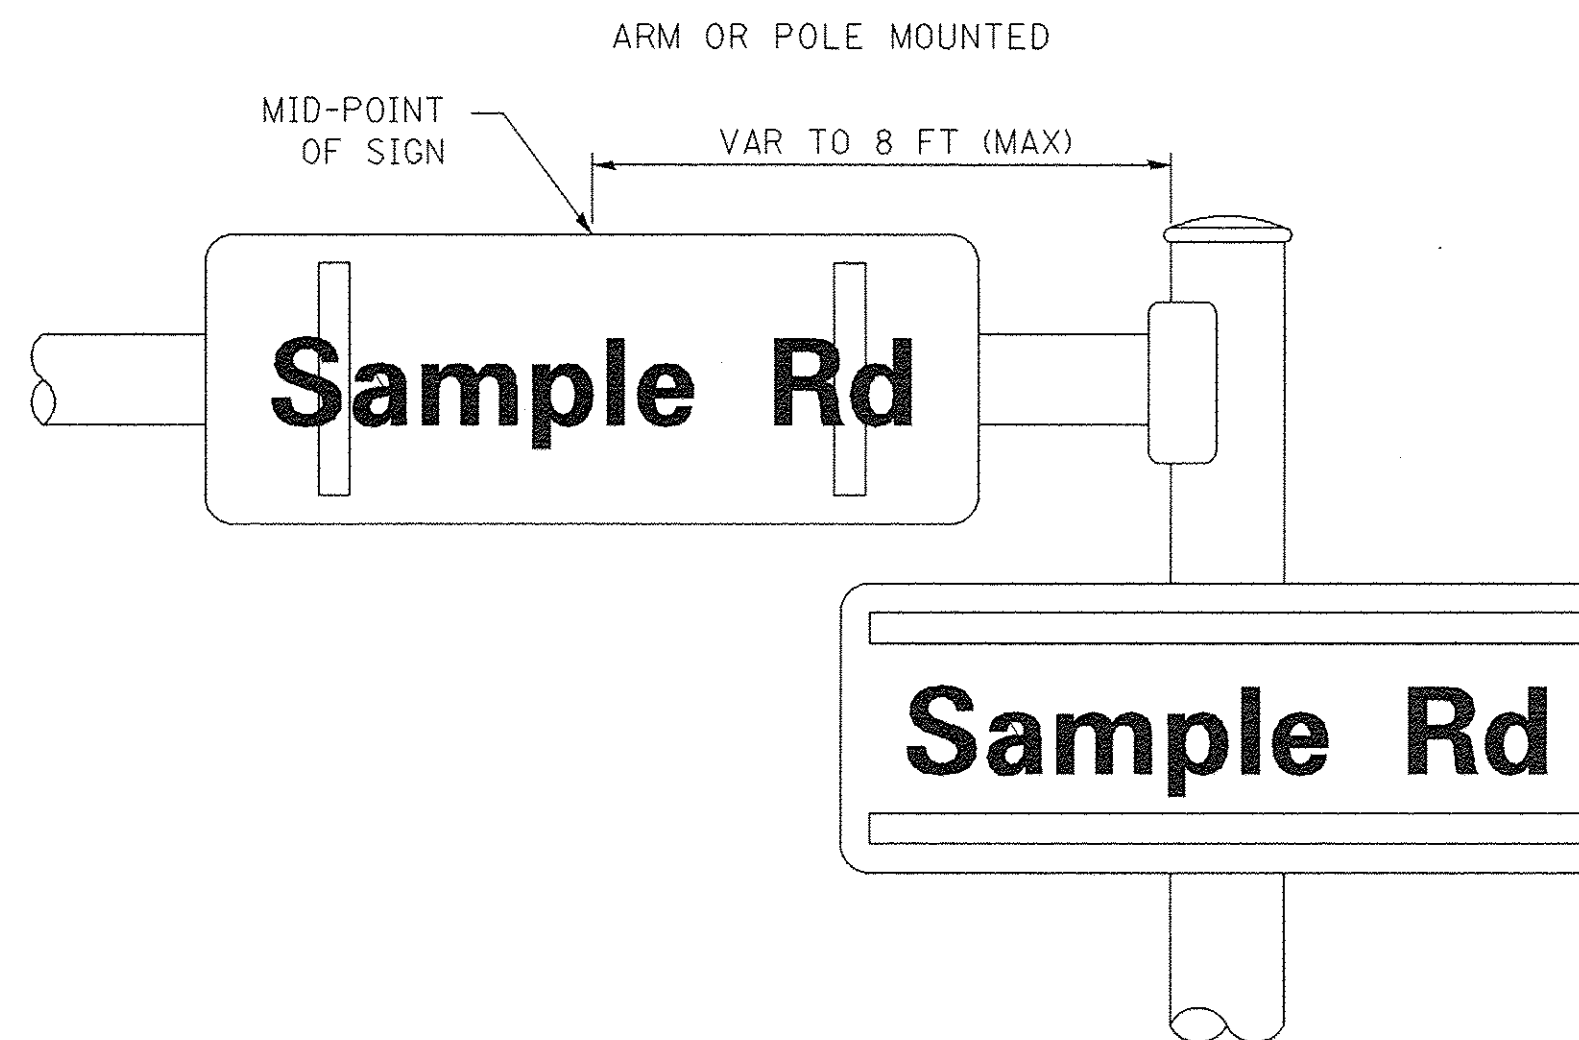 ARM OR POLE MOUNTED
MID-POINT
OF SIGN
VAR TO 8 FT (MAX)
Sample Rd
Sample Rd